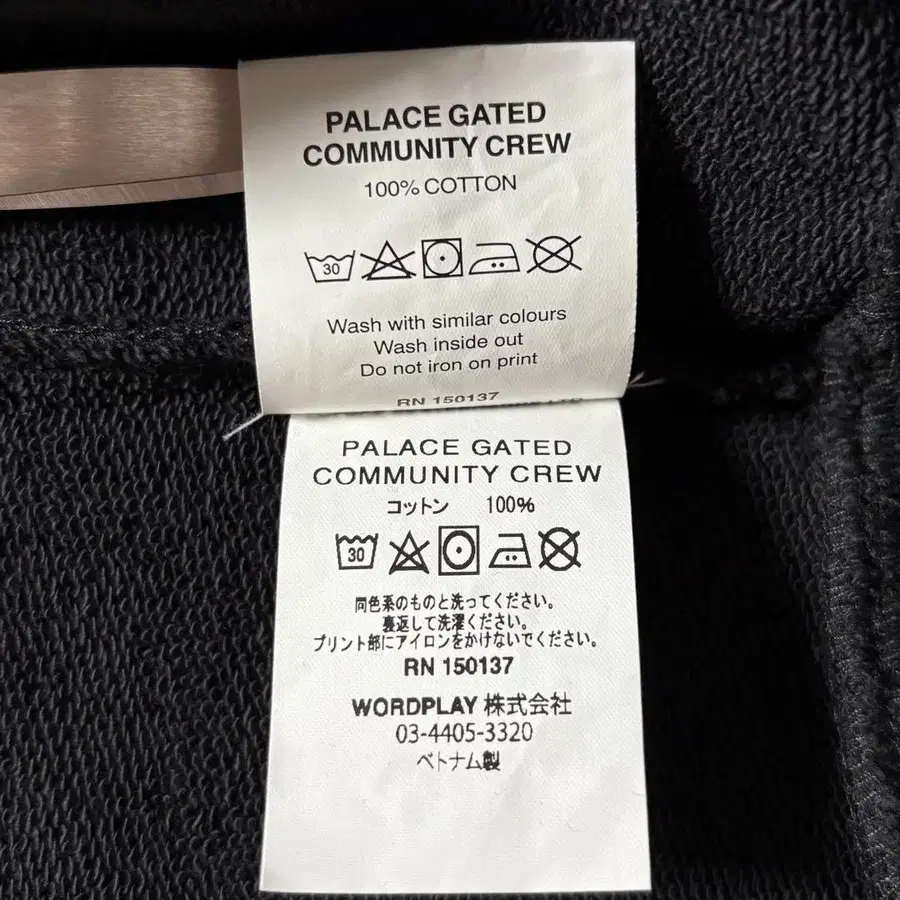 PALACE GATED
COMMUNITY CREW
100% COTTON
30
Wash with similar colours
Wash inside out
Do not iron on print
RN 150137
PALACE GATED
COMMUNITY CREW
コットン 100%
30
同色系のものと洗ってください。
裏返して洗濯ください。
プリント部にアイロンをかけないでください。
RN 150137
WORDPLAY 株式会社
03-4405-3320
ベトナム製